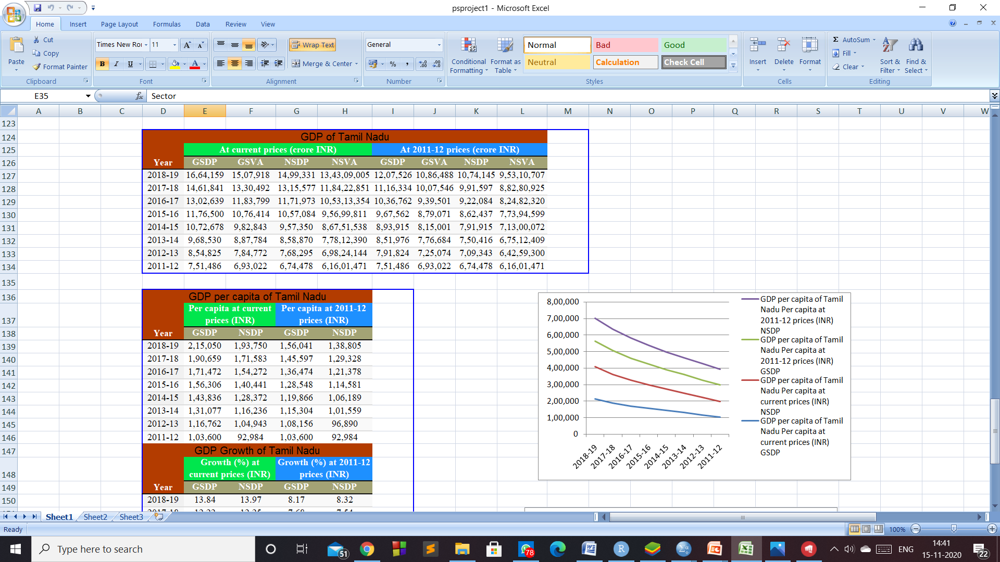 psproject1 - Microsoft Excel
Home Insert Page Layout Formulas Data Review View
Paste
Cut
Copy
Format Painter
Clipboard
Times New Roi 11
B I U
A A
Font
Wrap Text
Merge & Center
Alignment
General
% ,
Number
Conditional Formatting
Format as Table
Normal Bad Good
Neutral Calculation Check Cell
Styles
Insert Delete Format
Cells
Σ AutoSum
Fill
Clear
Sort & Filter
Find & Select
Editing
E35 fx Sector
A B C D E F G H I J K L M N O P Q R S T U V W
123
124 GDP of Tamil Nadu
125 At current prices (crore INR) At 2011-12 prices (crore INR)
126 Year GSDP GSVA NSDP NSVA GSDP GSVA NSDP NSVA
127 2018-19 16,64,159 15,07,918 14,99,331 13,43,09,005 12,07,526 10,86,488 10,74,145 9,53,10,707
128 2017-18 14,61,841 13,30,492 13,15,577 11,84,22,851 11,16,334 10,07,546 9,91,597 8,82,80,925
129 2016-17 13,02,639 11,83,799 11,71,973 10,53,13,354 10,36,762 9,39,501 9,22,084 8,24,82,320
130 2015-16 11,76,500 10,76,414 10,57,084 9,56,99,811 9,67,562 8,79,071 8,62,437 7,73,94,599
131 2014-15 10,72,678 9,82,843 9,57,350 8,67,51,538 8,93,915 8,15,001 7,91,915 7,13,00,072
132 2013-14 9,68,530 8,87,784 8,58,870 7,78,12,390 8,51,976 7,76,684 7,50,416 6,75,12,409
133 2012-13 8,54,825 7,84,772 7,68,295 6,98,24,144 7,91,824 7,25,074 7,09,343 6,42,59,300
134 2011-12 7,51,486 6,93,022 6,74,478 6,16,01,471 7,51,486 6,93,022 6,74,478 6,16,01,471
135
136 GDP per capita of Tamil Nadu
137 Per capita at current prices (INR) Per capita at 2011-12 prices (INR)
138 Year GSDP NSDP GSDP NSDP
139 2018-19 2,15,050 1,93,750 1,56,041 1,38,805
140 2017-18 1,90,659 1,71,583 1,45,597 1,29,328
141 2016-17 1,71,472 1,54,272 1,36,474 1,21,378
142 2015-16 1,56,306 1,40,441 1,28,548 1,14,581
143 2014-15 1,43,836 1,28,372 1,19,866 1,06,189
144 2013-14 1,31,077 1,16,236 1,15,304 1,01,559
145 2012-13 1,16,762 1,04,943 1,08,156 96,890
146 2011-12 1,03,600 92,984 1,03,600 92,984
147 GDP Growth of Tamil Nadu
148 Growth (%) at current prices (INR) Growth (%) at 2011-12 prices (INR)
149 Year GSDP NSDP GSDP NSDP
150 2018-19 13.84 13.97 8.17 8.32
8,00,000
7,00,000
6,00,000
5,00,000
4,00,000
3,00,000
2,00,000
1,00,000
0
2018-19 2017-18 2016-17 2015-16 2014-15 2013-14 2012-13 2011-12
GDP per capita of Tamil
Nadu Per capita at
2011-12 prices (INR)
NSDP
GDP per capita of Tamil
Nadu Per capita at
2011-12 prices (INR)
GSDP
GDP per capita of Tamil
Nadu Per capita at
current prices (INR)
NSDP
GDP per capita of Tamil
Nadu Per capita at
current prices (INR)
GSDP
Sheet1 Sheet2 Sheet3
Ready 100%
Type here to search 51 78 ENG 14:41
15-11-2020 22